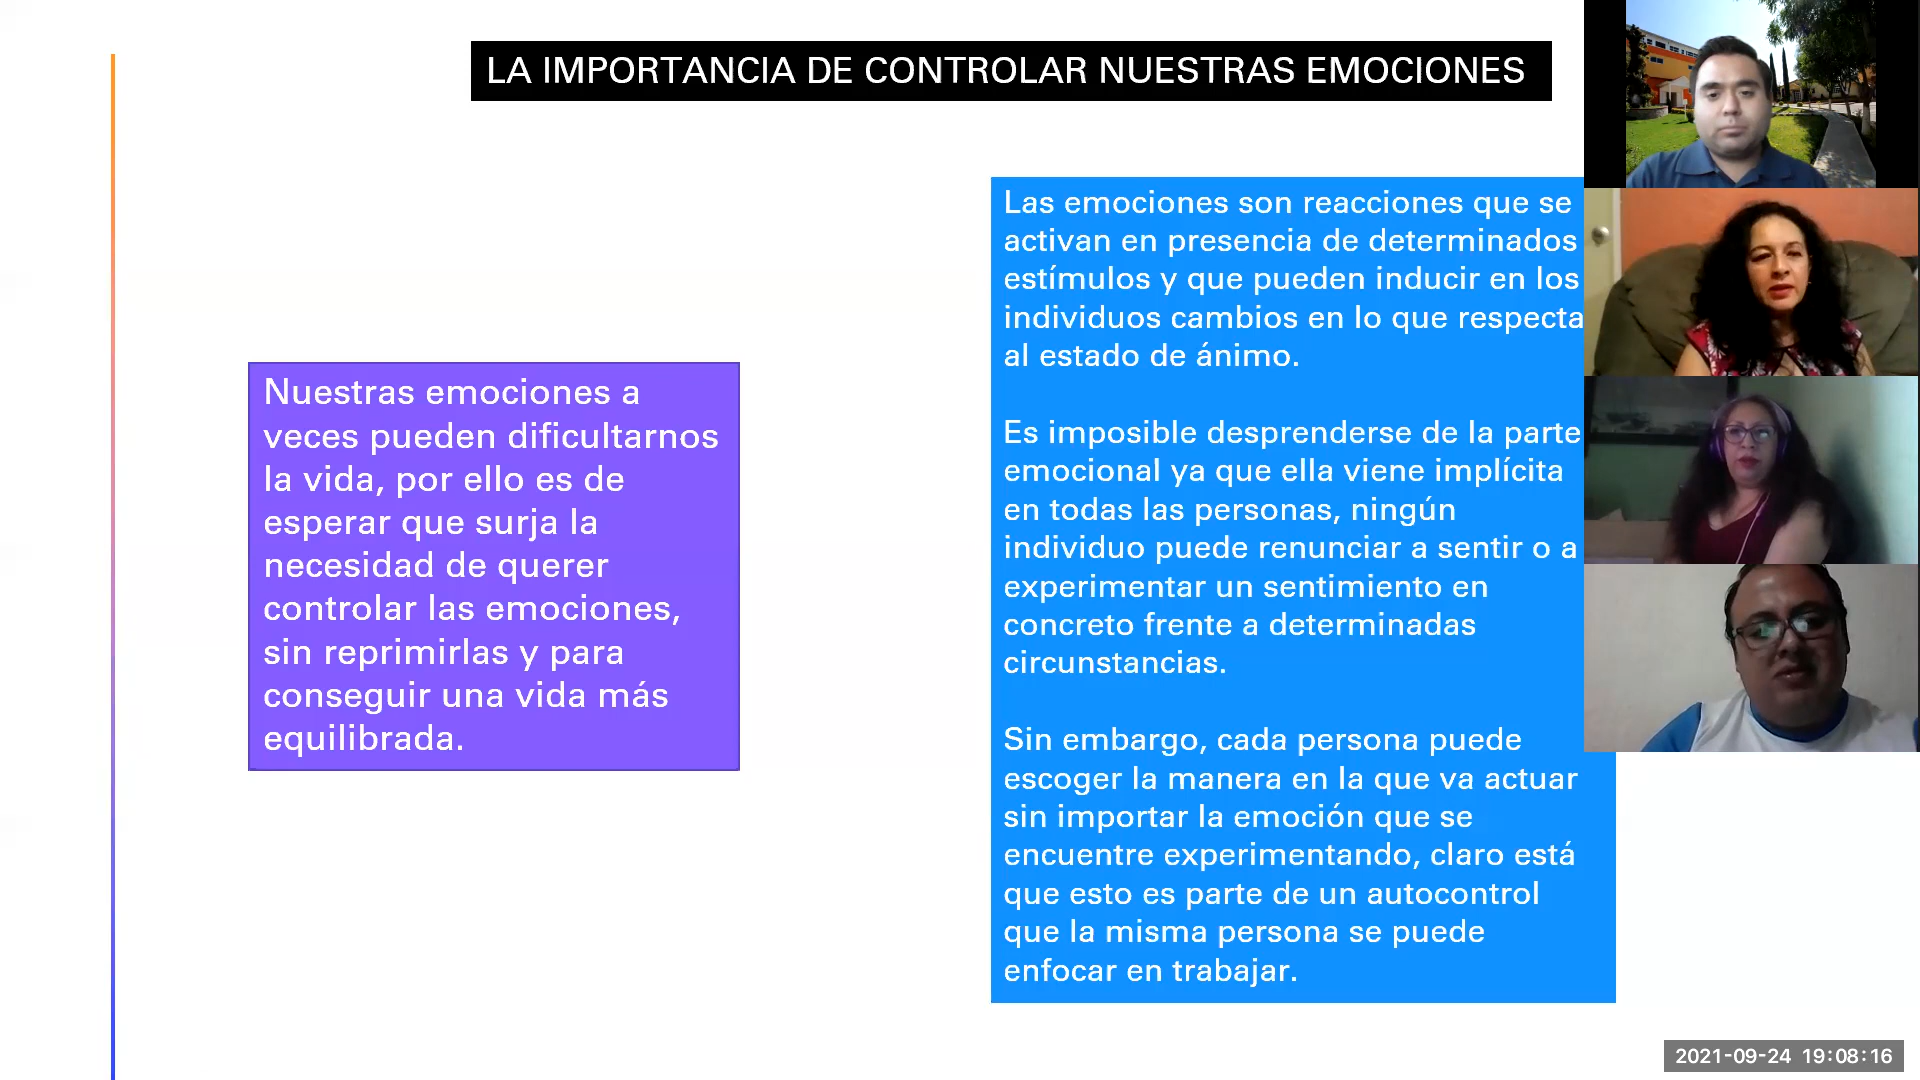 LA IMPORTANCIA DE CONTROLAR NUESTRAS EMOCIONES
Nuestras emociones a
veces pueden dificultarnos
la vida, por ello es de
esperar que surja la
necesidad de querer
controlar las emociones,
sin reprimirlas y para
conseguir una vida más
equilibrada.
Las emociones son reacciones que se
activan en presencia de determinados
estímulos y que pueden inducir en los
individuos cambios en lo que respecta
al estado de ánimo.
Es imposible desprenderse de la parte
emocional ya que ella viene implícita
en todas las personas, ningún
individuo puede renunciar a sentir o a
experimentar un sentimiento en
concreto frente a determinadas
circunstancias.
Sin embargo, cada persona puede
escoger la manera en la que va actuar
sin importar la emoción que se
encuentre experimentando, claro está
que esto es parte de un autocontrol
que la misma persona se puede
enfocar en trabajar.
2021-09-24 19:08:16